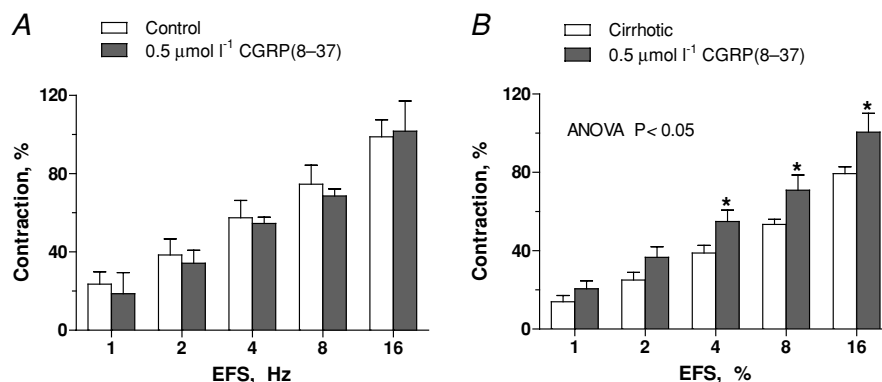 A
Control
0.5 μmol l⁻¹ CGRP(8–37)
Contraction, %
120
80
40
0
1 2 4 8 16
EFS, Hz
B
Cirrhotic
0.5 μmol l⁻¹ CGRP(8–37)
ANOVA P< 0.05
Contraction, %
120
80
40
0
* * *
1 2 4 8 16
EFS, %